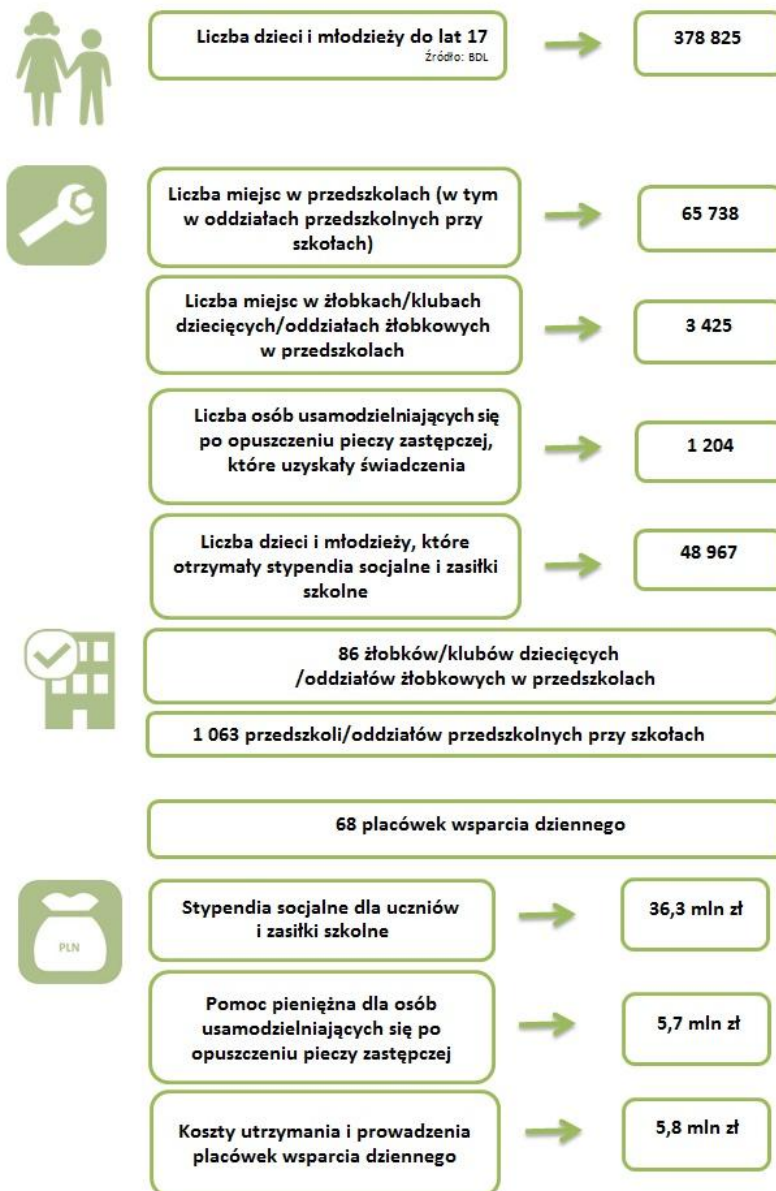 Liczba dzieci i młodzieży do lat 17
Źródło: BDL
378 825
Liczba miejsc w przedszkolach (w tym
w oddziałach przedszkolnych przy
szkołach)
65 738
Liczba miejsc w żłobkach/klubach
dziecięcych/oddziałach żłobkowych
w przedszkolach
3 425
Liczba osób usamodzielniających się
po opuszczeniu pieczy zastępczej,
które uzyskały świadczenia
1 204
Liczba dzieci i młodzieży, które
otrzymały stypendia socjalne i zasiłki
szkolne
48 967
86 żłobków/klubów dziecięcych
/oddziałów żłobkowych w przedszkolach
1 063 przedszkoli/oddziałów przedszkolnych przy szkołach
68 placówek wsparcia dziennego
PLN
Stypendia socjalne dla uczniów
i zasiłki szkolne
36,3 mln zł
Pomoc pieniężna dla osób
usamodzielniających się po
opuszczeniu pieczy zastępczej
5,7 mln zł
Koszty utrzymania i prowadzenia
placówek wsparcia dziennego
5,8 mln zł